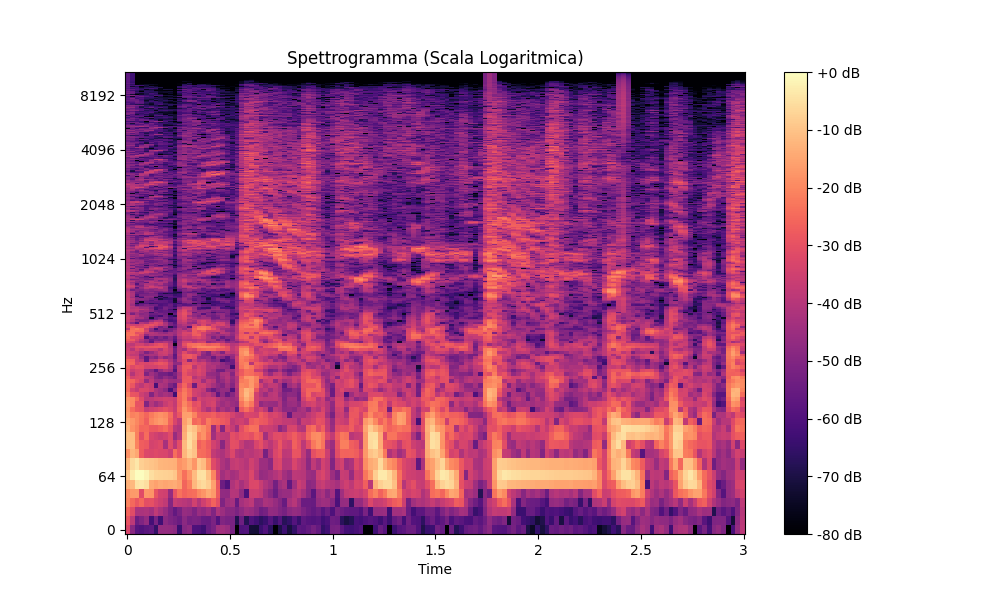 Spettrogramma (Scala Logaritmica)
8192
4096
2048
1024
512
256
128
64
0
Hz
0 0.5 1 1.5 2 2.5 3
Time
+0 dB
-10 dB
-20 dB
-30 dB
-40 dB
-50 dB
-60 dB
-70 dB
-80 dB